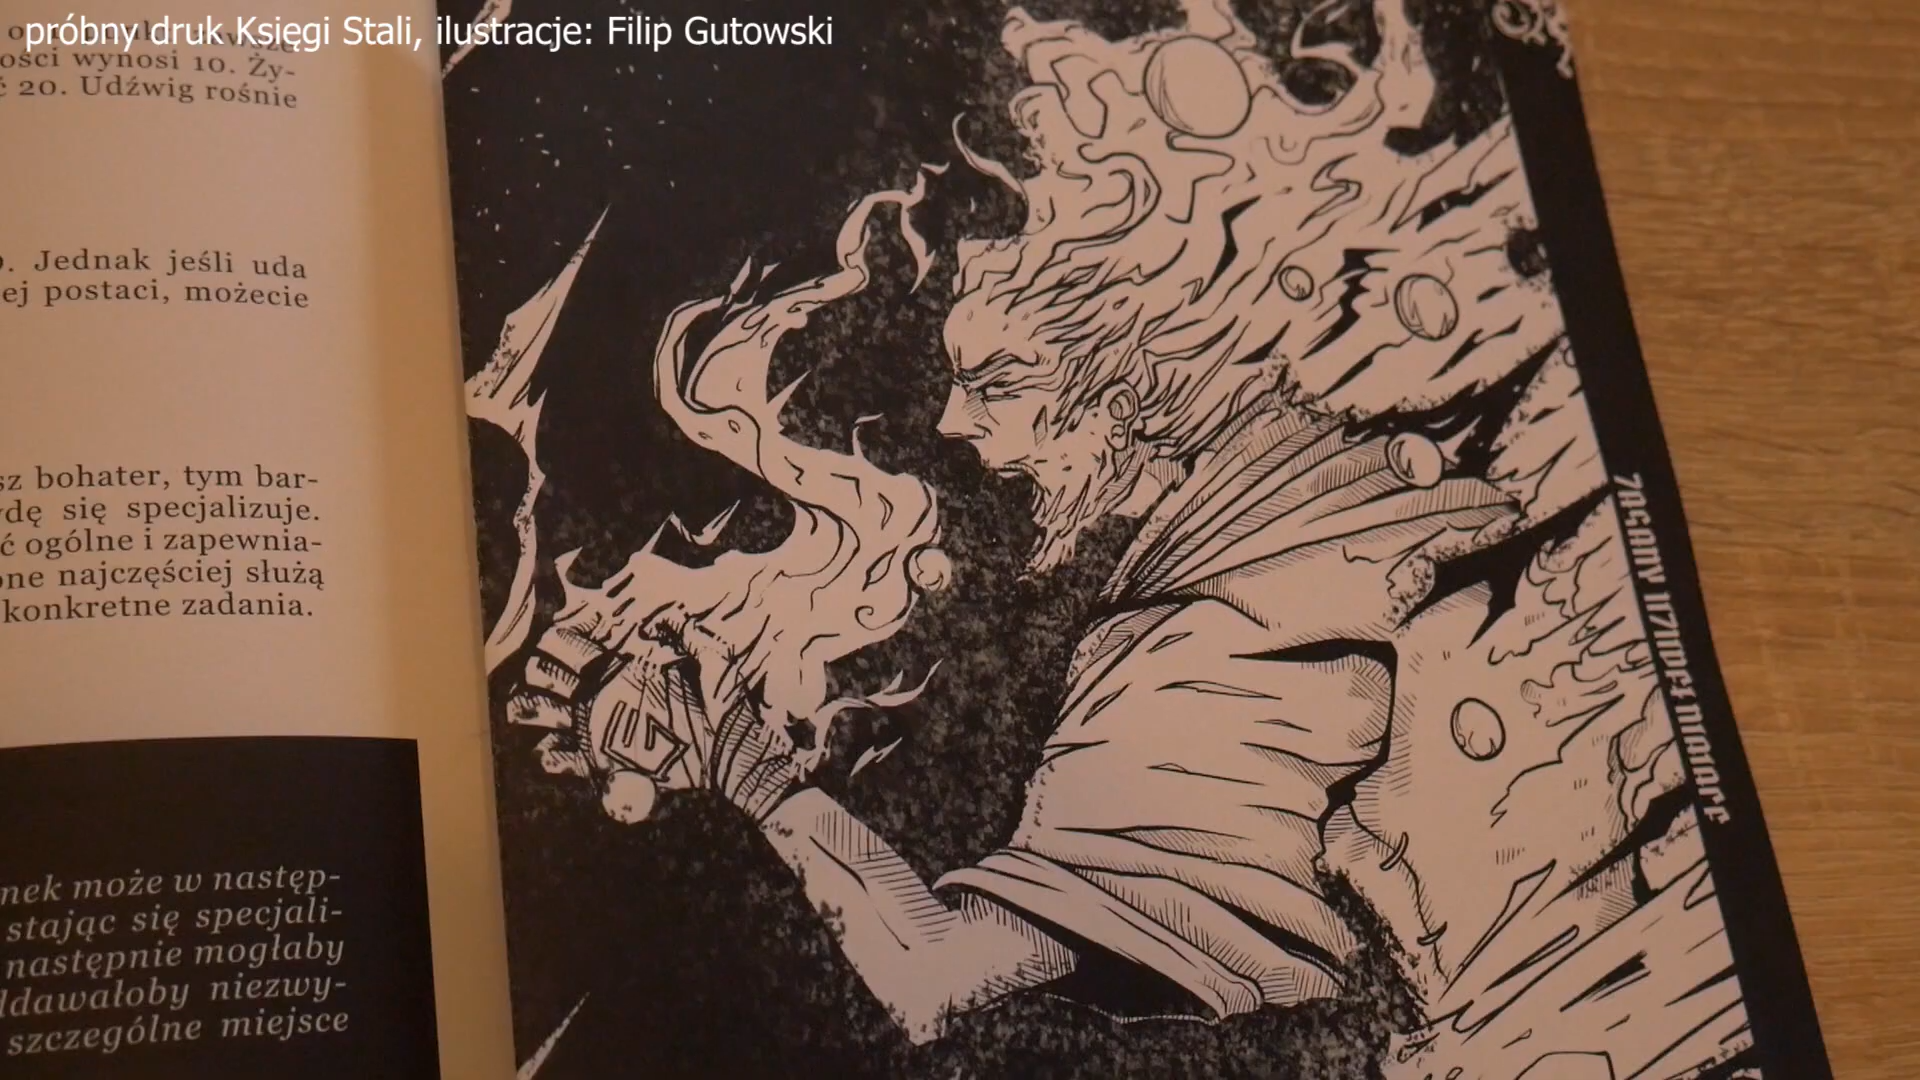 próbny druk Księgi Stali, ilustracje: Filip Gutowski
ości wynosi 10. Ży-
ć 20. Udźwig rośnie
. Jednak jeśli uda
ej postaci, możecie
sz bohater, tym bar-
dę się specjalizuje.
ć ogólne i zapewnia-
one najczęściej służą
konkretne zadania.
nek może w następ-
stając się specjali-
następnie mogłaby
ddawałoby niezwy-
szczególne miejsce